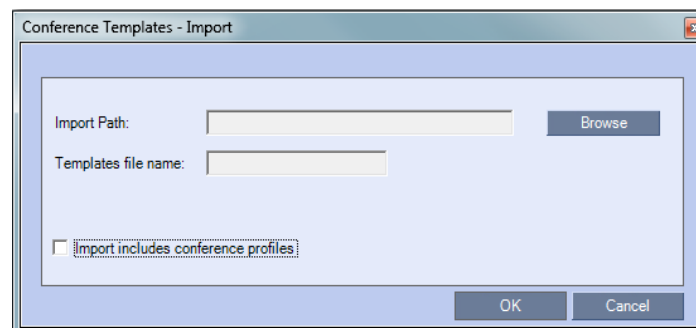 Conference Templates - Import
Import Path:
Browse
Templates file name:
Import includes conference profiles
OK
Cancel